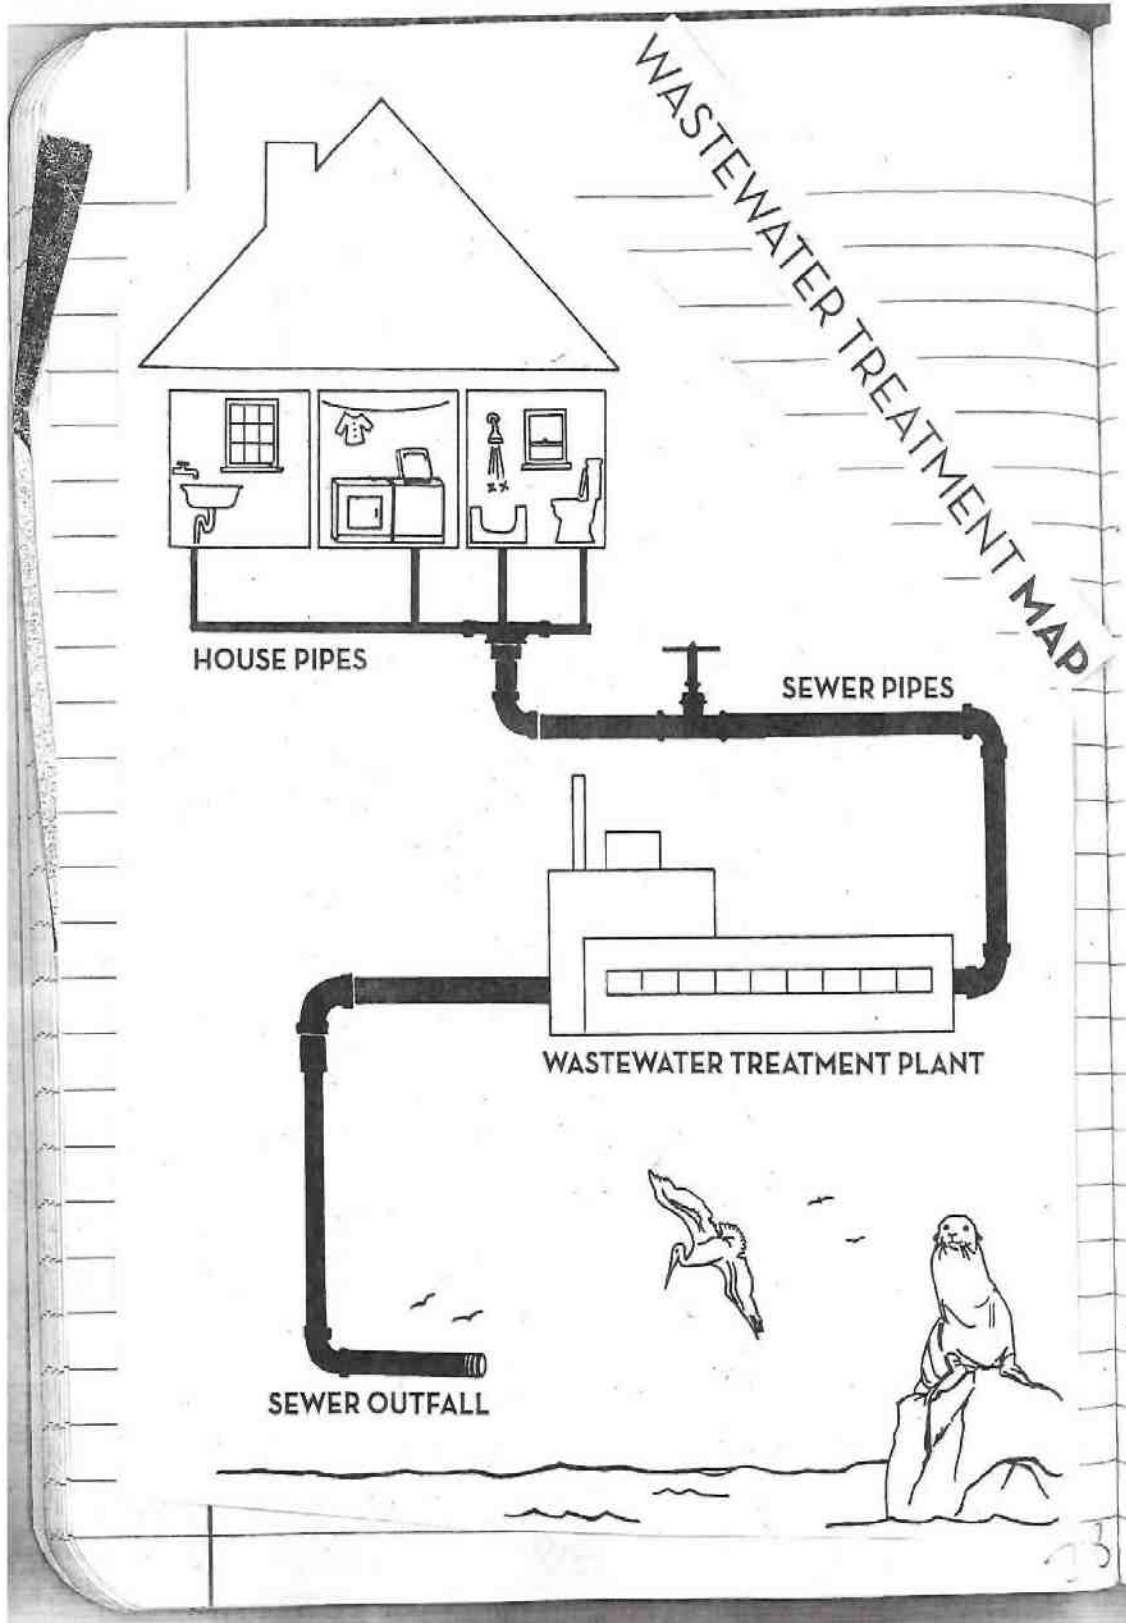 WASTEWATER TREATMENT MAP
HOUSE PIPES
SEWER PIPES
WASTEWATER TREATMENT PLANT
SEWER OUTFALL